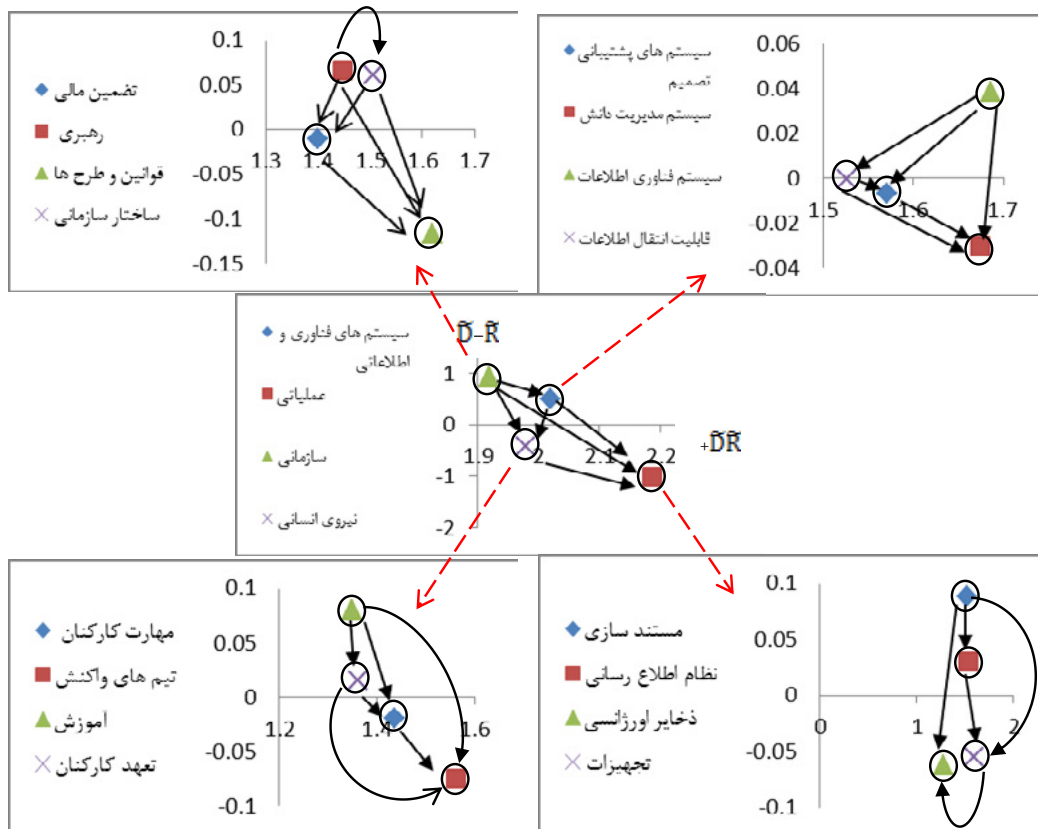 0.1
0.05
0
-0.05
-0.1
-0.15
1.3 1.4 1.5 1.6 1.7
تضمین مالی
رهبری
قوانین و طرح ها
ساختار سازمانی
0.06
0.04
0.02
0
-0.02
-0.04
1.5 1.6 1.7
سیستم های پشتیبانی
تصمیم
سیستم مدیریت دانش
سیستم فناوری اطلاعات
قابلیت انتقال اطلاعات
D̃-R̃
1
0
-1
-2
1.9 2 2.1 2.2
+D̃R̃
سیستم های فناوری و
اطلاعاتی
عملیاتی
سازمانی
نیروی انسانی
0.1
0.05
0
-0.05
-0.1
1.2 1.4 1.6
مهارت کارکنان
تیم های واکنش
آموزش
تعهد کارکنان
0.1
0.05
0
-0.05
-0.1
0 1 2
مستند سازی
نظام اطلاع رسانی
ذخایر اورژانسی
تجهیزات